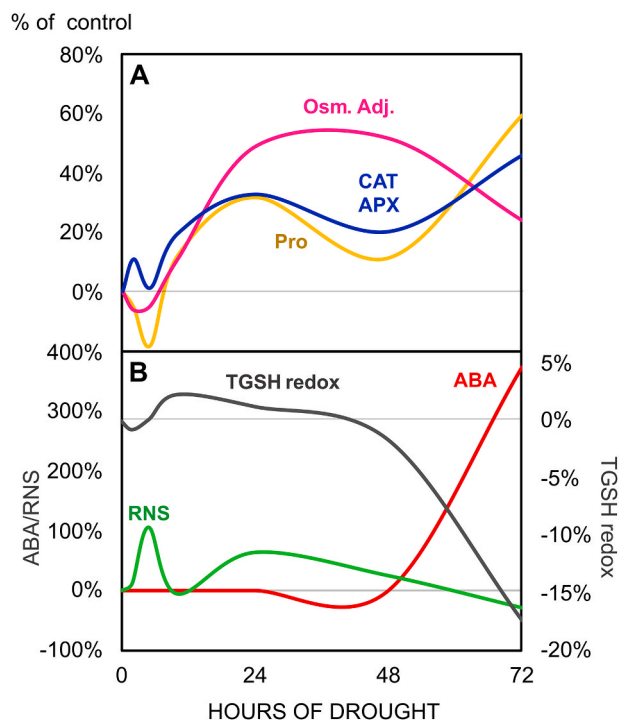 % of control
80%
A
Osm. Adj.
60%
40%
CAT
APX
20%
Pro
0%
400%
B
TGSH redox
ABA
5%
300%
0%
200%
-5%
RNS
100%
-10%
0%
-15%
-100%
-20%
ABA/RNS
TGSH redox
0
24
48
72
HOURS OF DROUGHT